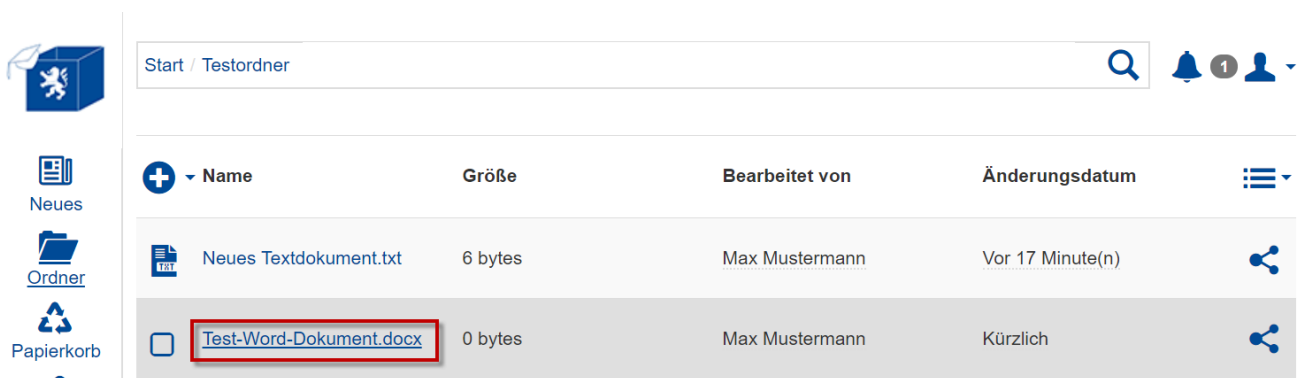 Start / Testordner
1
Neues
Ordner
Papierkorb
Name Größe Bearbeitet von Änderungsdatum
TXT Neues Textdokument.txt 6 bytes Max Mustermann Vor 17 Minute(n)
Test-Word-Dokument.docx 0 bytes Max Mustermann Kürzlich